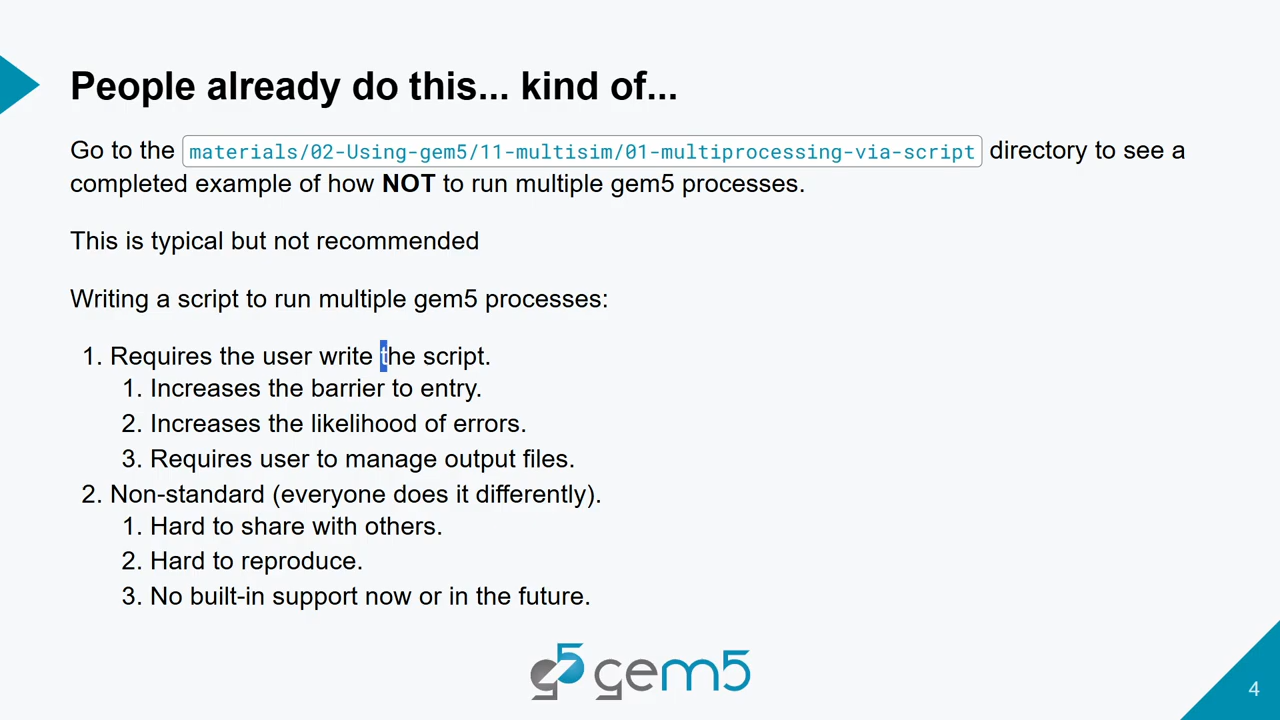 People already do this... kind of...
Go to the materials/02-Using-gem5/11-multisim/01-multiprocessing-via-script directory to see a
completed example of how NOT to run multiple gem5 processes.
This is typical but not recommended
Writing a script to run multiple gem5 processes:
1. Requires the user write the script.
1. Increases the barrier to entry.
2. Increases the likelihood of errors.
3. Requires user to manage output files.
2. Non-standard (everyone does it differently).
1. Hard to share with others.
2. Hard to reproduce.
3. No built-in support now or in the future.
g5 gem5
4